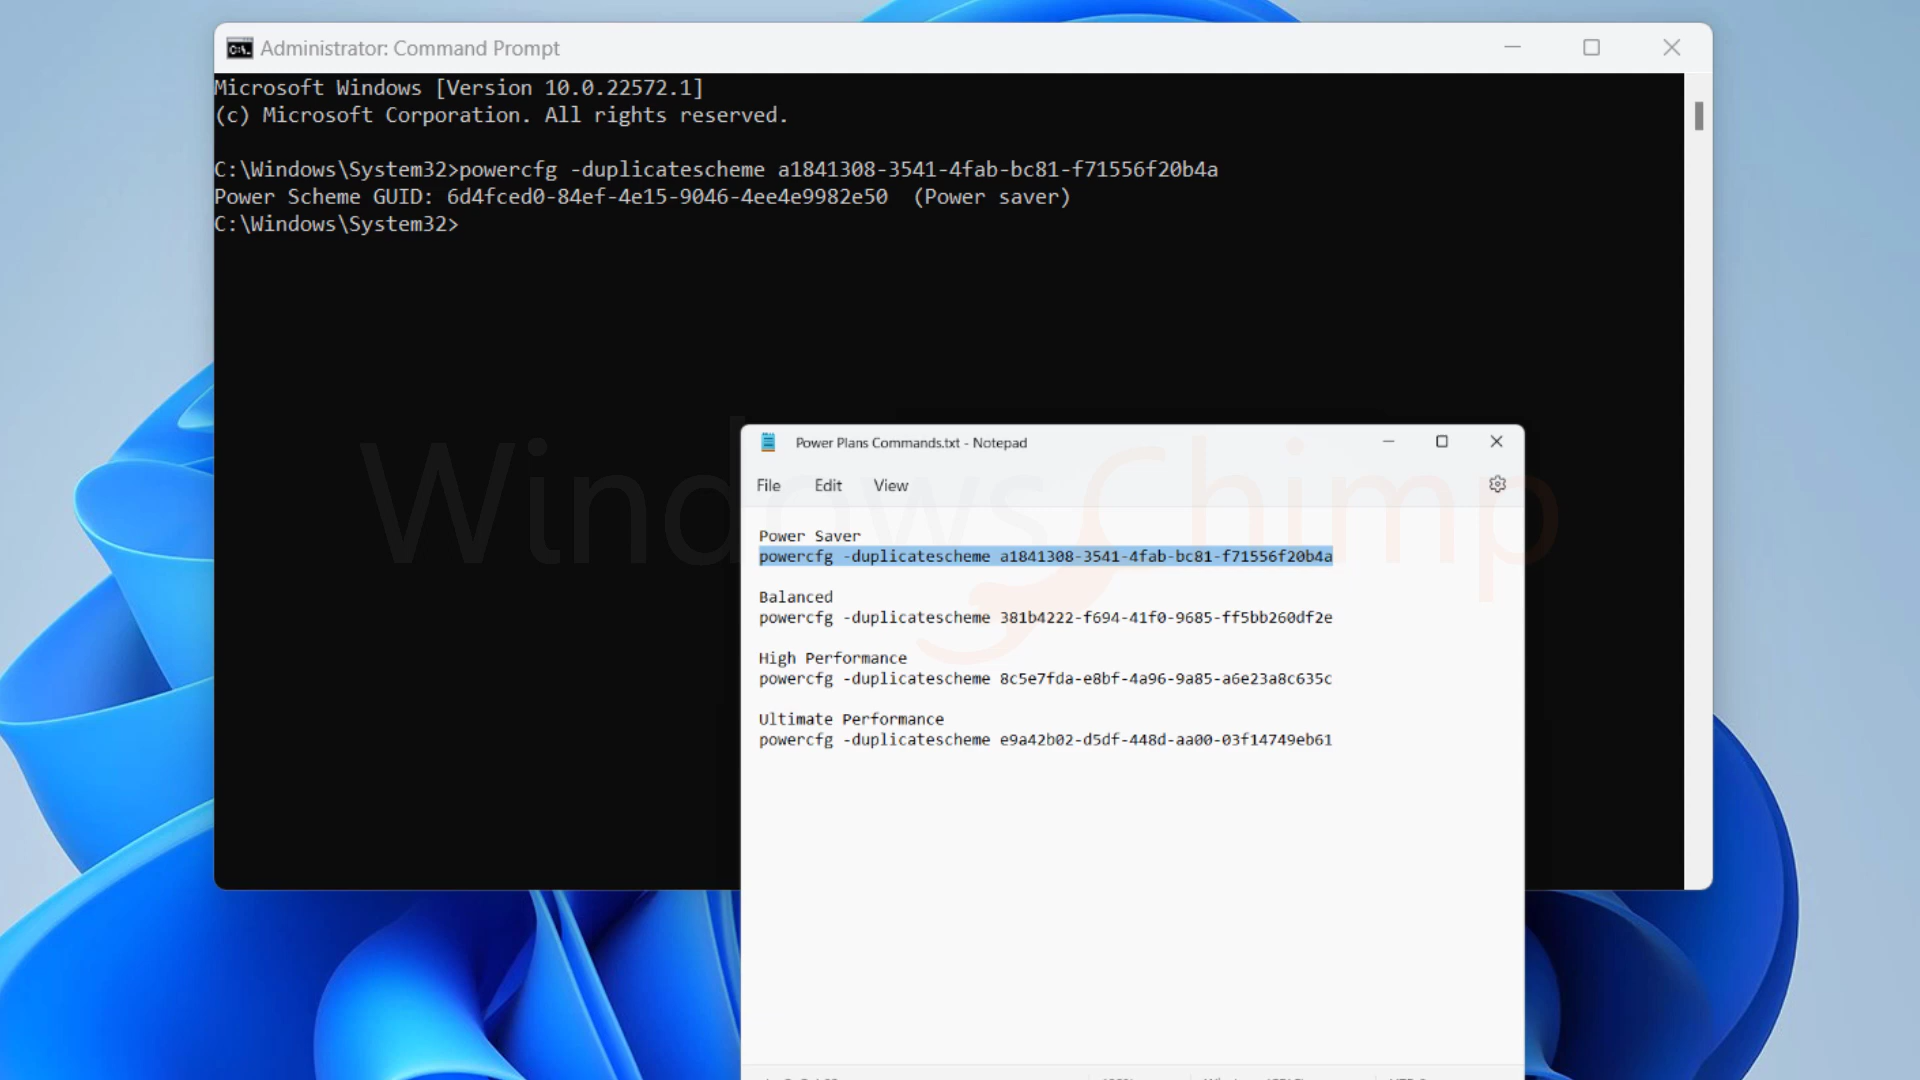 Administrator: Command Prompt
Microsoft Windows [Version 10.0.22572.1]
(c) Microsoft Corporation. All rights reserved.
C:\Windows\System32>powercfg -duplicatescheme a1841308-3541-4fab-bc81-f71556f20b4a
Power Scheme GUID: 6d4fced0-84ef-4e15-9046-4ee4e9982e50  (Power saver)
C:\Windows\System32>
WindowsChimp
Power Plans Commands.txt - Notepad
File Edit View
Power Saver
powercfg -duplicatescheme a1841308-3541-4fab-bc81-f71556f20b4a
Balanced
powercfg -duplicatescheme 381b4222-f694-41f0-9685-ff5bb260df2e
High Performance
powercfg -duplicatescheme 8c5e7fda-e8bf-4a96-9a85-a6e23a8c635c
Ultimate Performance
powercfg -duplicatescheme e9a42b02-d5df-448d-aa00-03f14749eb61